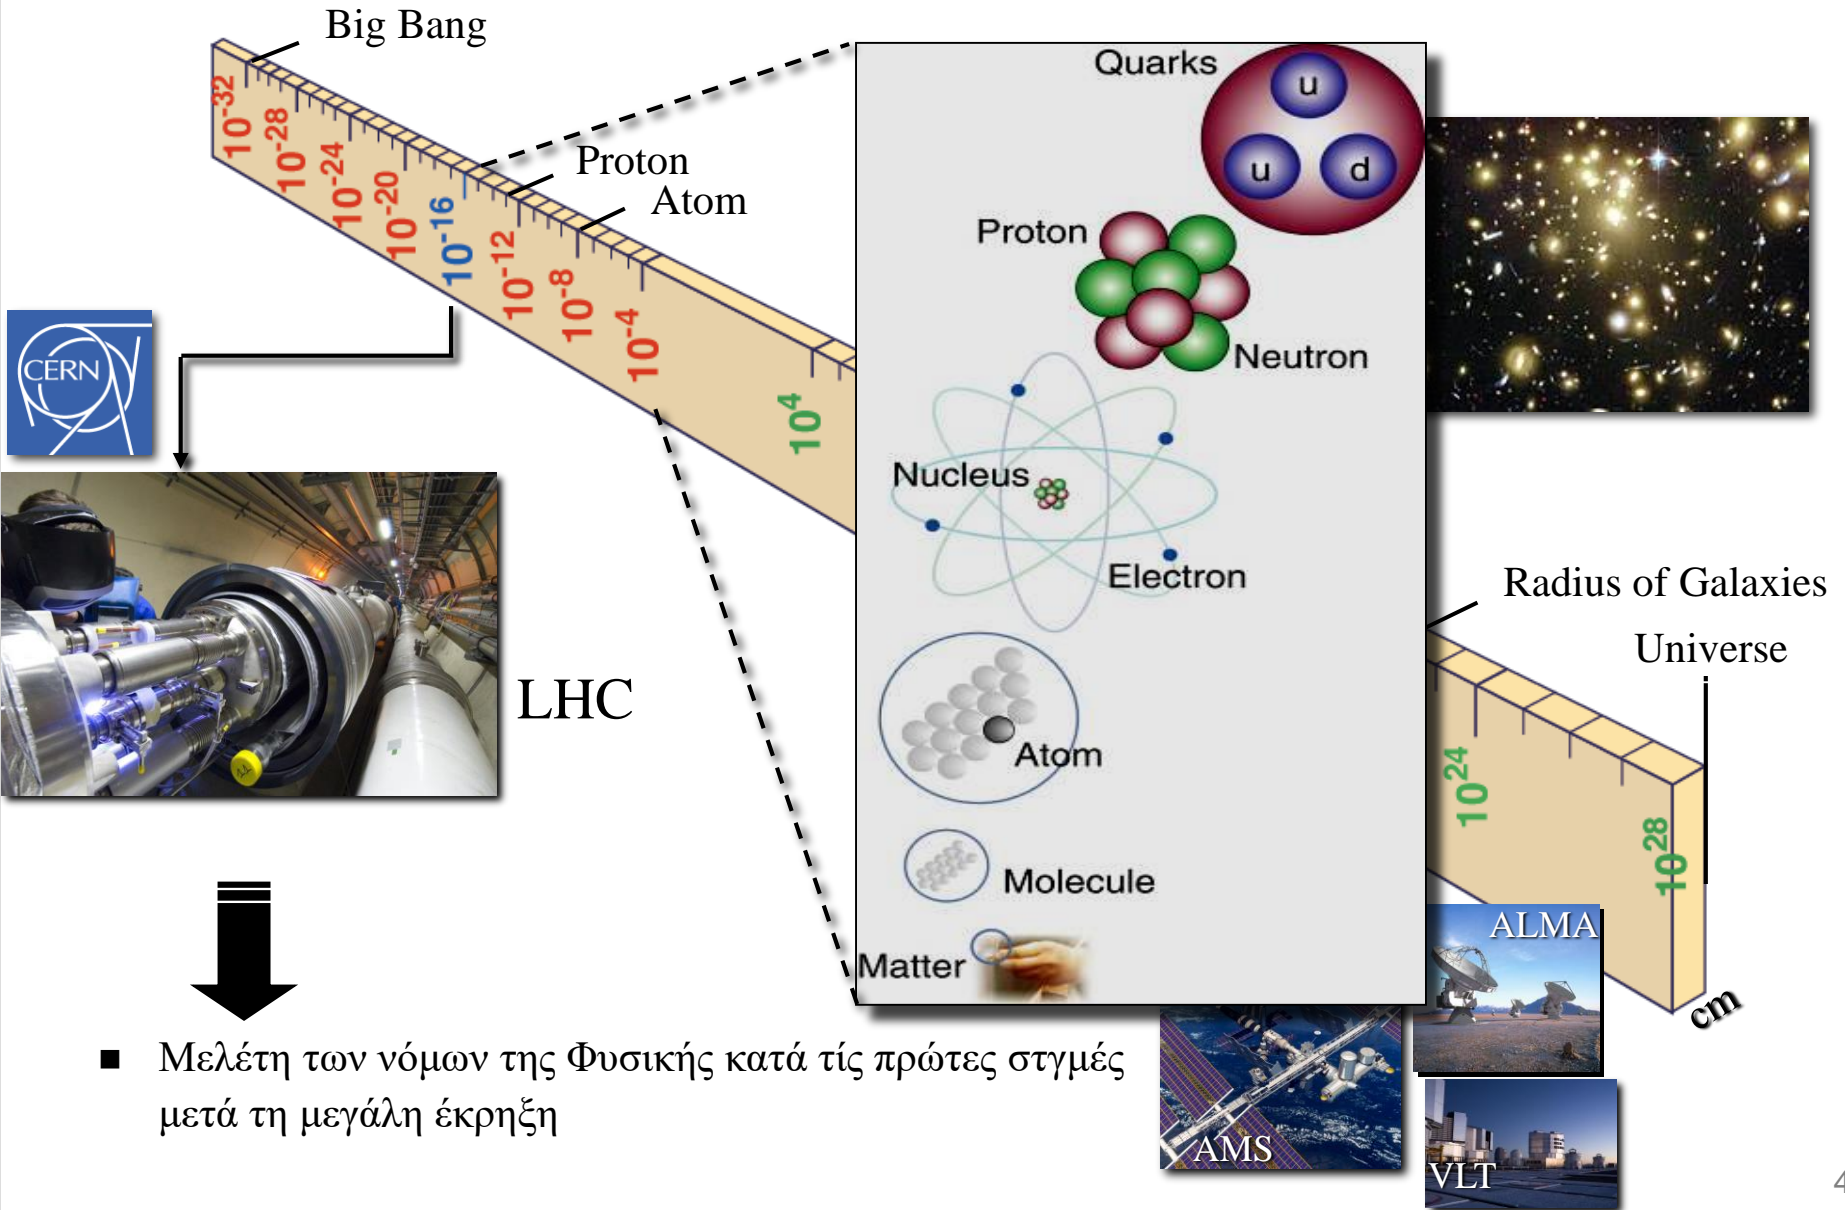 Big Bang
Proton
Atom
10-32
10-28
10-24
10-20
10-16
10-12
10-8
10-4
104
CERN
LHC
Quarks
u
u
d
Proton
Neutron
Nucleus
Electron
Atom
Molecule
Matter
Radius of Galaxies
Universe
1024
1028
cm
ALMA
AMS
VLT
■ Μελέτη των νόμων της Φυσικής κατά τίς πρώτες στγμές
μετά τη μεγάλη έκρηξη
4